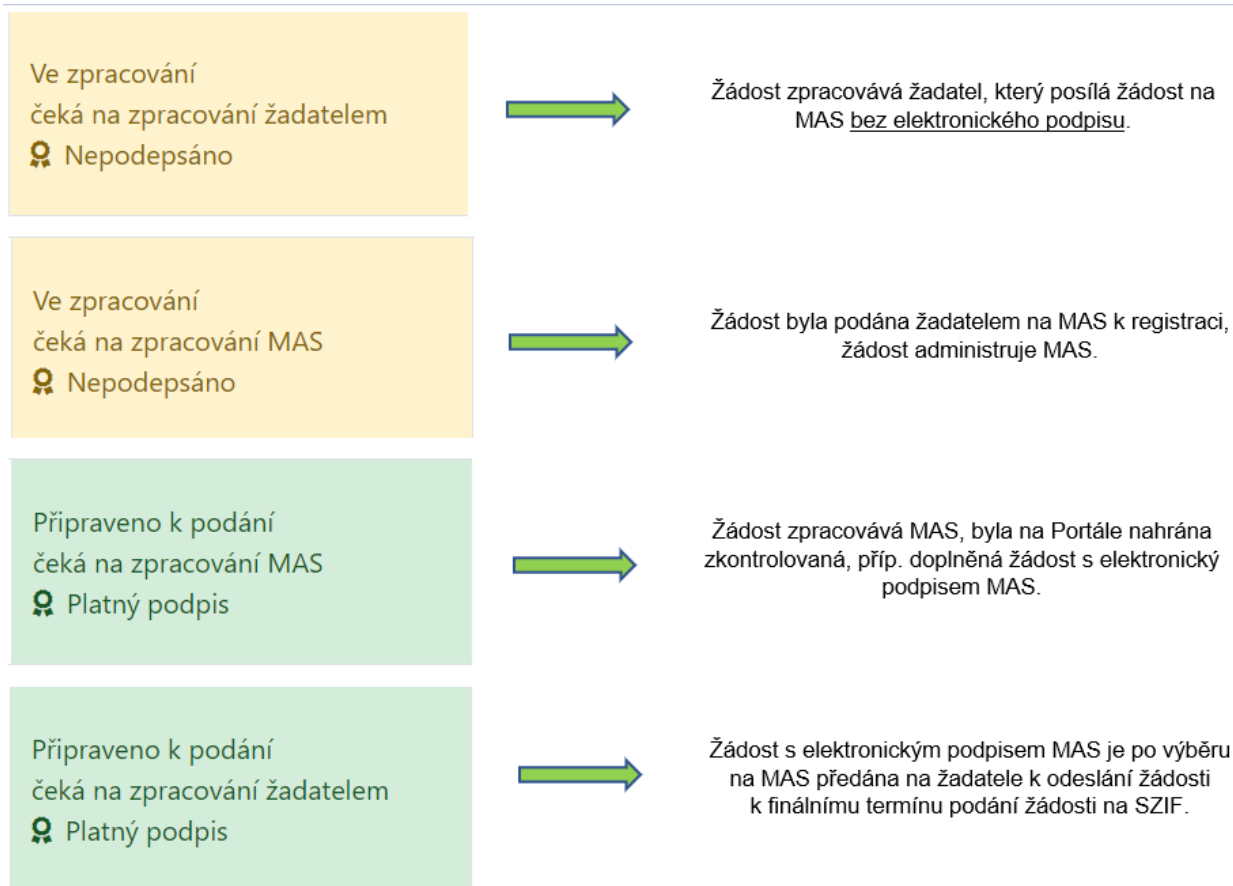 Ve zpracování
čeká na zpracování žadatelem
Nepodepsáno
Žádost zpracovává žadatel, který posílá žádost na
MAS bez elektronického podpisu.
Ve zpracování
čeká na zpracování MAS
Nepodepsáno
Žádost byla podána žadatelem na MAS k registraci,
žádost administruje MAS.
Připraveno k podání
čeká na zpracování MAS
Platný podpis
Žádost zpracovává MAS, byla na Portále nahrána
zkontrolovaná, příp. doplněná žádost s elektronický
podpisem MAS.
Připraveno k podání
čeká na zpracování žadatelem
Platný podpis
Žádost s elektronickým podpisem MAS je po výběru
na MAS předána na žadatele k odeslání žádosti
k finálnímu termínu podání žádosti na SZIF.